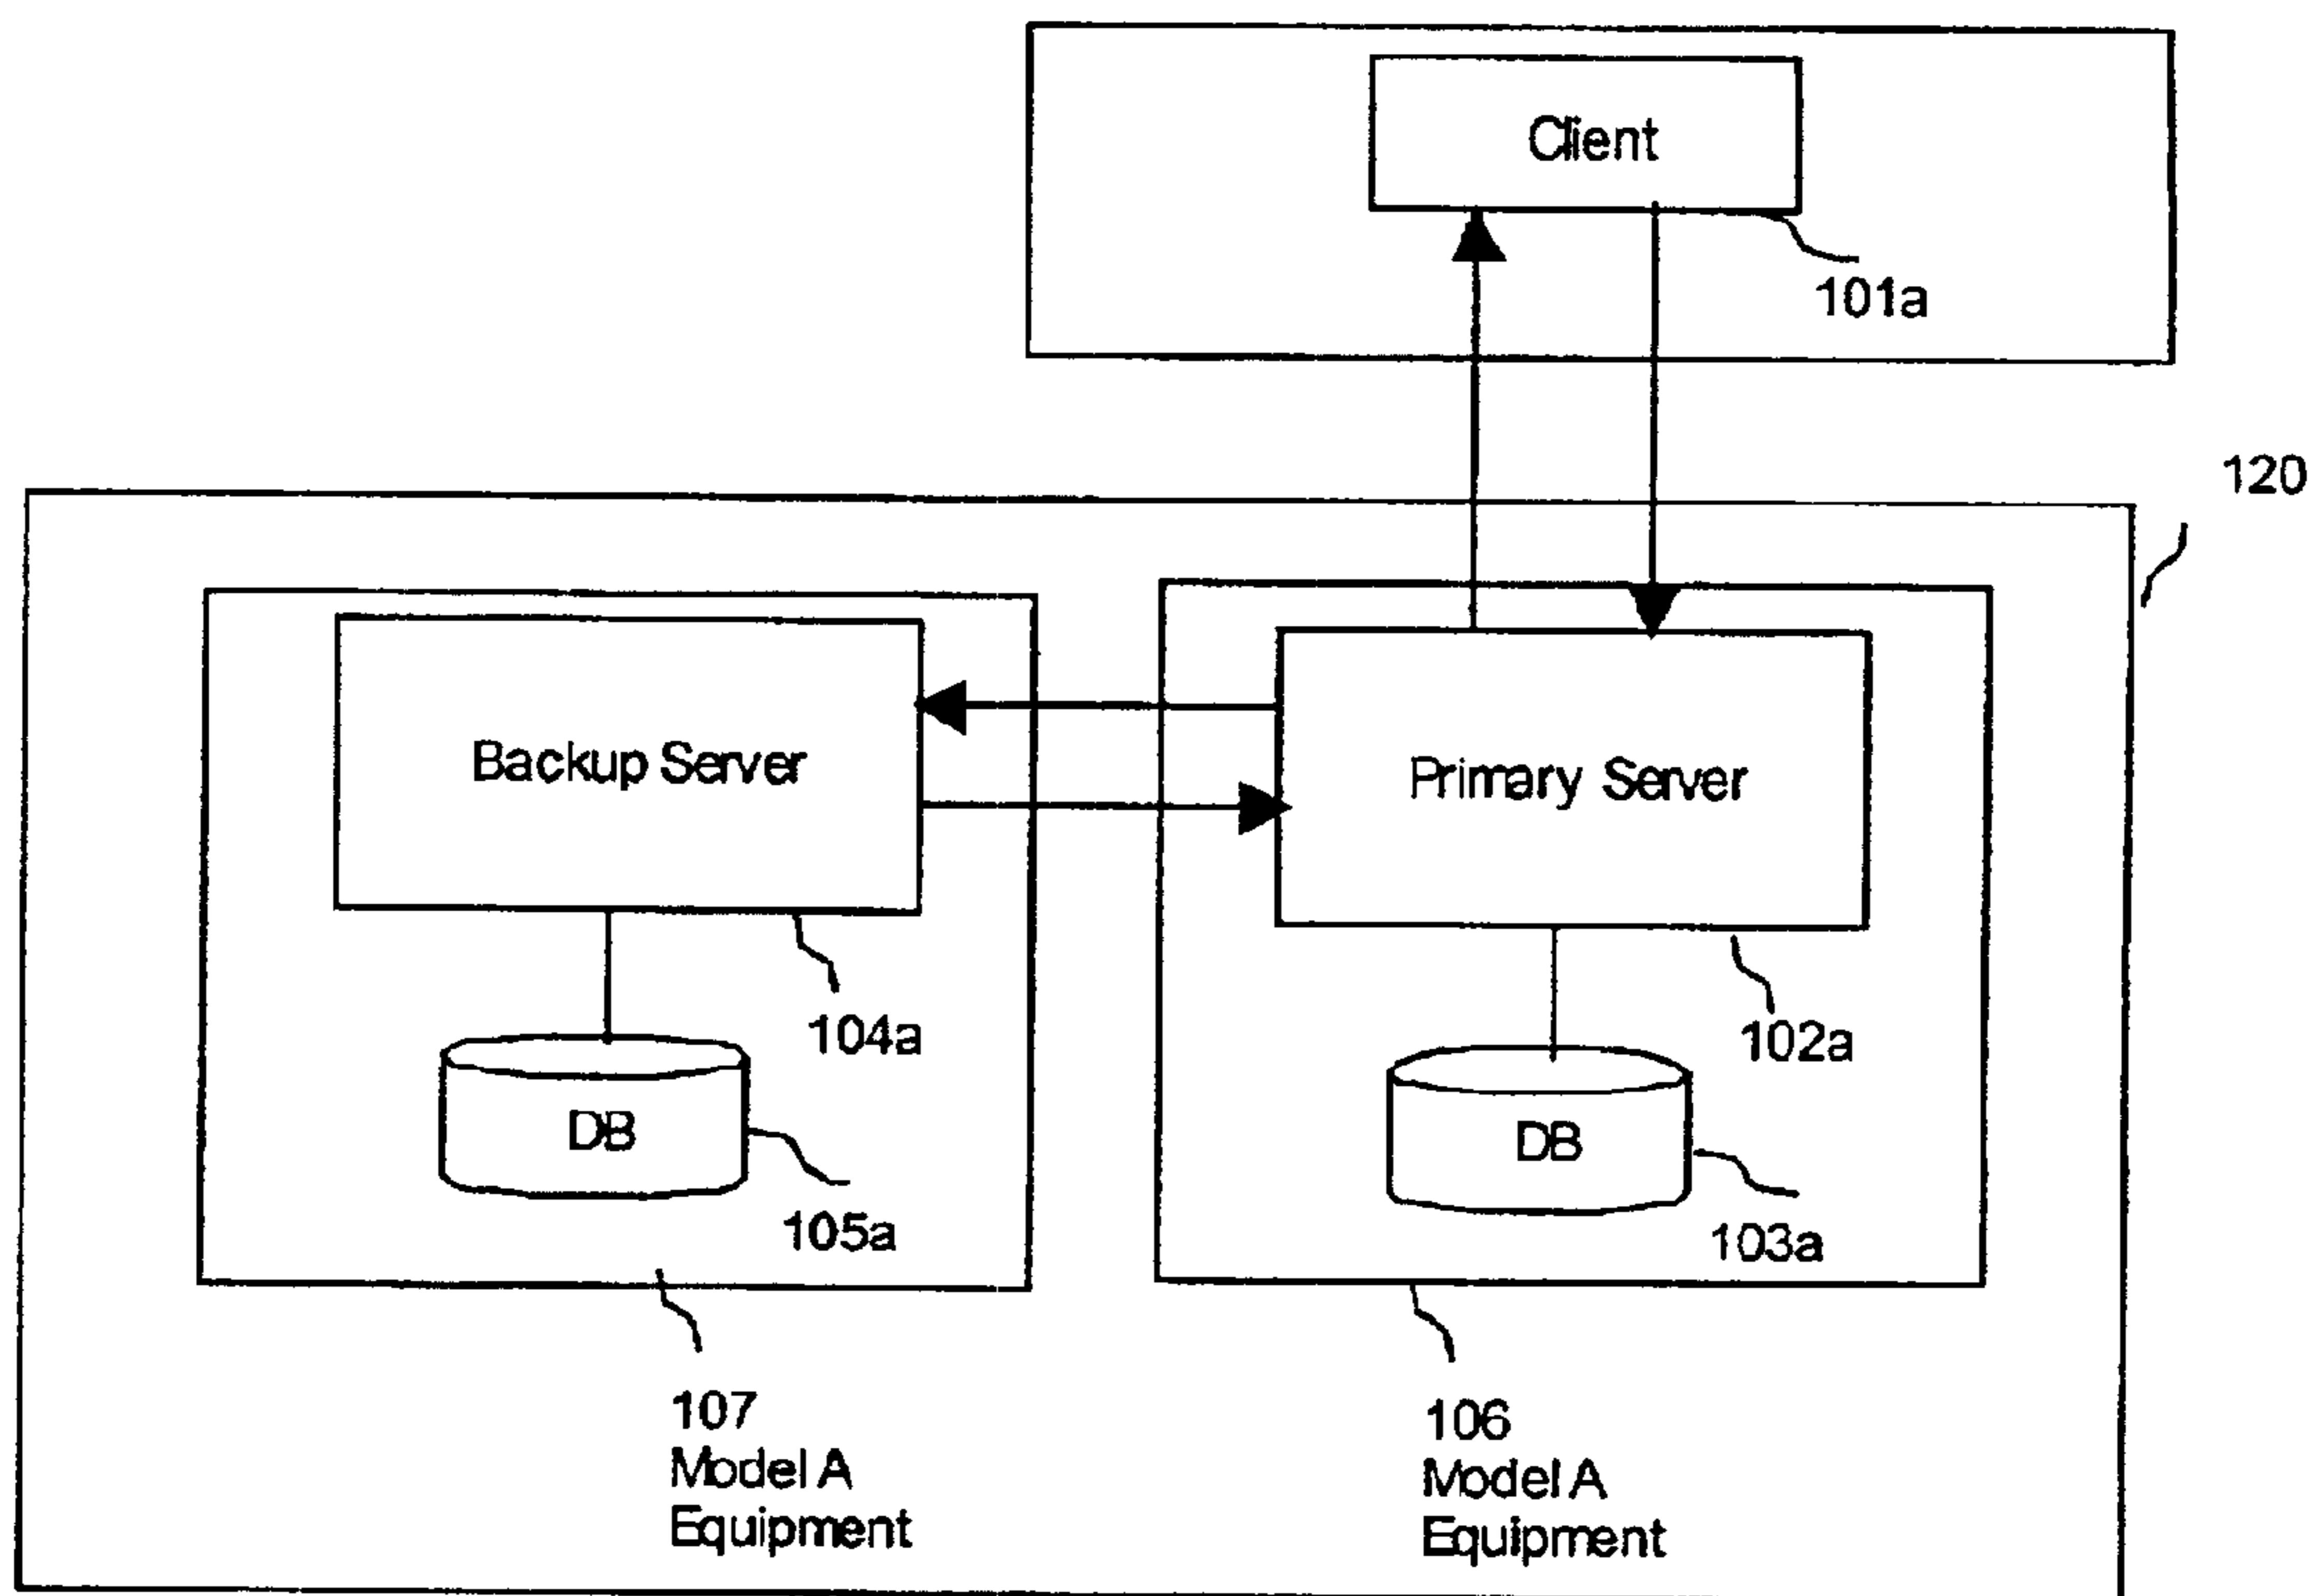 Client
101a
120
Backup Server
Primary Server
104a
102a
DB
DB
105a
103a
107
Model A
Equipment
106
Model A
Equipment